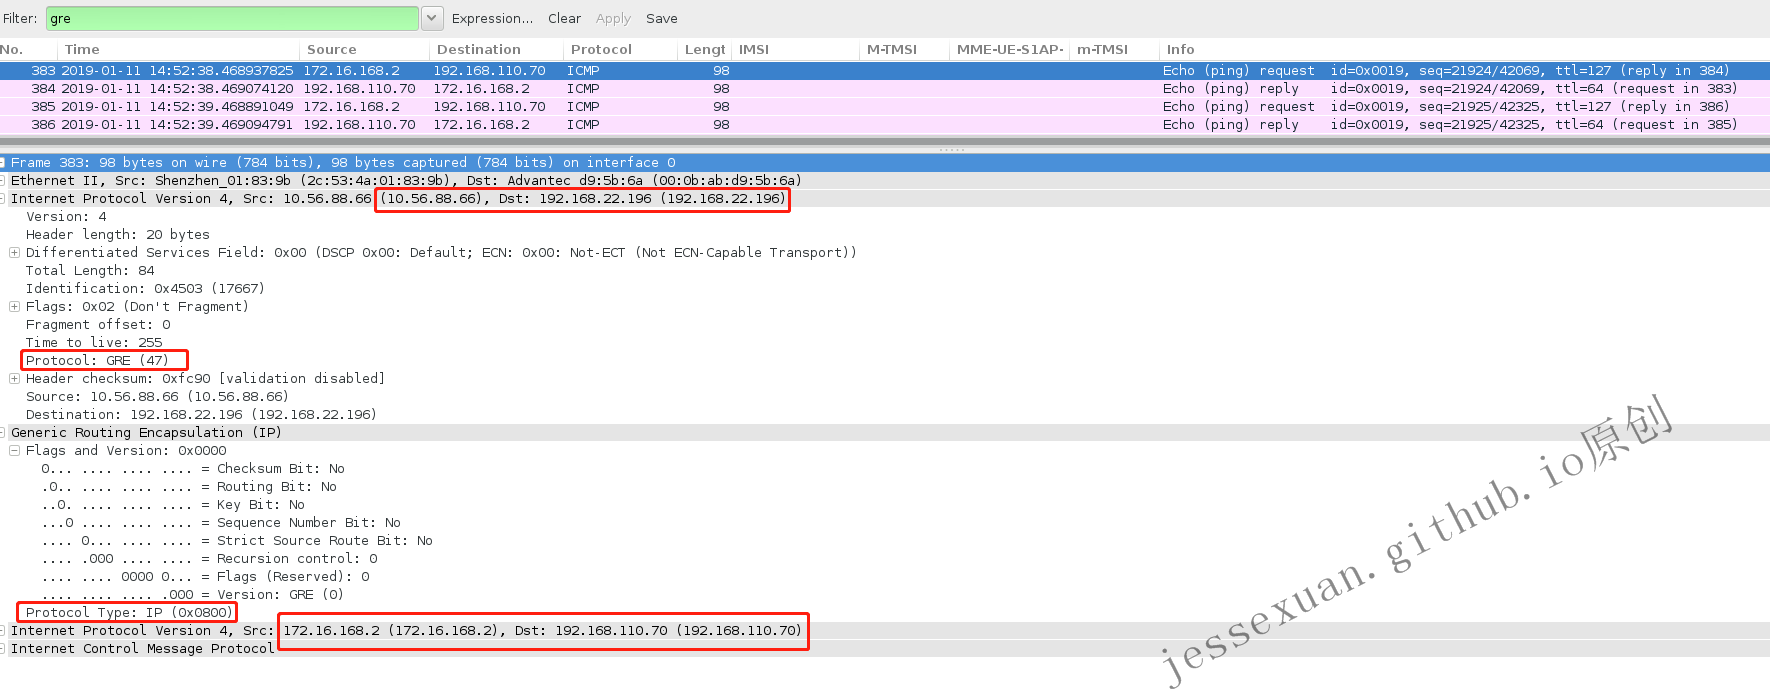 Filter: gre Expression... Clear Apply Save
No. Time Source Destination Protocol Lengt IMSI M-TMSI MME-UE-S1AP- m-TMSI Info
383 2019-01-11 14:52:38.468937825 172.16.168.2 192.168.110.70 ICMP 98 Echo (ping) request id=0x0019, seq=21924/42069, ttl=127 (reply in 384)
384 2019-01-11 14:52:38.469074120 192.168.110.70 172.16.168.2 ICMP 98 Echo (ping) reply id=0x0019, seq=21924/42069, ttl=64 (request in 383)
385 2019-01-11 14:52:39.468891049 172.16.168.2 192.168.110.70 ICMP 98 Echo (ping) request id=0x0019, seq=21925/42325, ttl=127 (reply in 386)
386 2019-01-11 14:52:39.469094791 192.168.110.70 172.16.168.2 ICMP 98 Echo (ping) reply id=0x0019, seq=21925/42325, ttl=64 (request in 385)
Frame 383: 98 bytes on wire (784 bits), 98 bytes captured (784 bits) on interface 0
Ethernet II, Src: Shenzhen_01:83:9b (2c:53:4a:01:83:9b), Dst: Advantec d9:5b:6a (00:0b:ab:d9:5b:6a)
Internet Protocol Version 4, Src: 10.56.88.66 (10.56.88.66), Dst: 192.168.22.196 (192.168.22.196)
Version: 4
Header length: 20 bytes
Differentiated Services Field: 0x00 (DSCP 0x00: Default; ECN: 0x00: Not-ECT (Not ECN-Capable Transport))
Total Length: 84
Identification: 0x4503 (17667)
Flags: 0x02 (Don't Fragment)
Fragment offset: 0
Time to live: 255
Protocol: GRE (47)
Header checksum: 0xfc90 [validation disabled]
Source: 10.56.88.66 (10.56.88.66)
Destination: 192.168.22.196 (192.168.22.196)
Generic Routing Encapsulation (IP)
Flags and Version: 0x0000
0... .... .... .... = Checksum Bit: No
.0.. .... .... .... = Routing Bit: No
..0. .... .... .... = Key Bit: No
...0 .... .... .... = Sequence Number Bit: No
.... 0... .... .... = Strict Source Route Bit: No
.... .000 .... .... = Recursion control: 0
.... .... 0000 0... = Flags (Reserved): 0
.... .... .... .000 = Version: GRE (0)
Protocol Type: IP (0x0800)
Internet Protocol Version 4, Src: 172.16.168.2 (172.16.168.2), Dst: 192.168.110.70 (192.168.110.70)
Internet Control Message Protocol
jessexuan.github.io原创